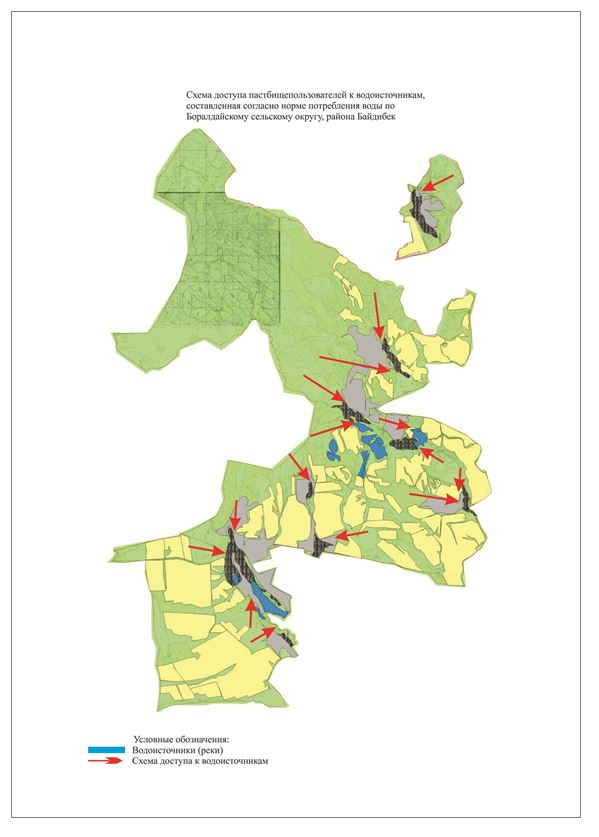 Схема доступа пастбищепользователей к водоисточникам,
составленная согласно норме потребления воды по
Боралдайскому сельскому округу, района Байдибек
Условные обозначения:
Водоисточники (реки)
Схема доступа к водоисточникам